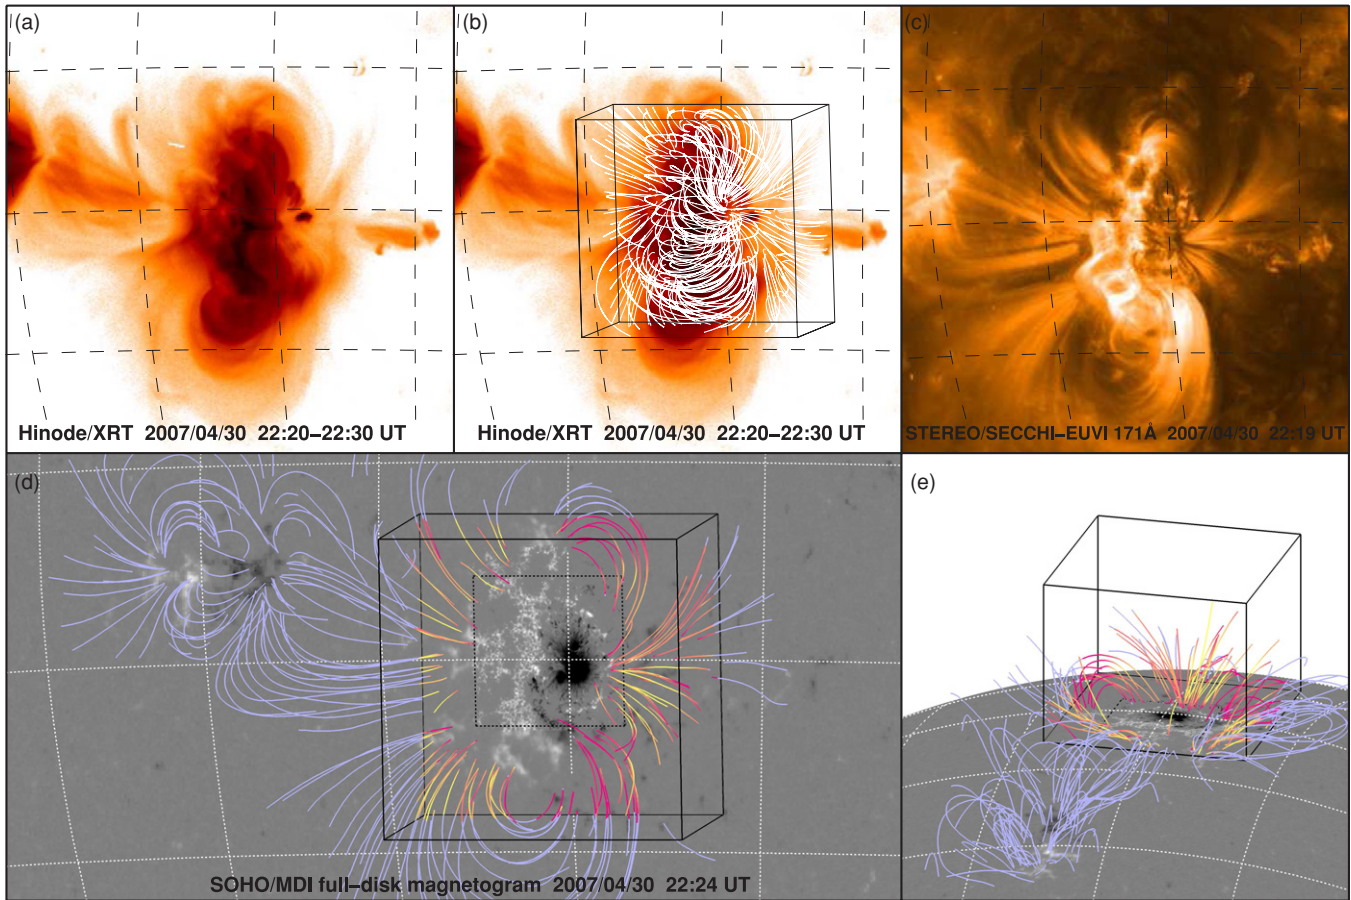 (a)
Hinode/XRT 2007/04/30 22:20–22:30 UT
(b)
Hinode/XRT 2007/04/30 22:20–22:30 UT
(c)
STEREO/SECCHI–EUVI 171Å 2007/04/30 22:19 UT
(d)
SOHO/MDI full–disk magnetogram 2007/04/30 22:24 UT
(e)